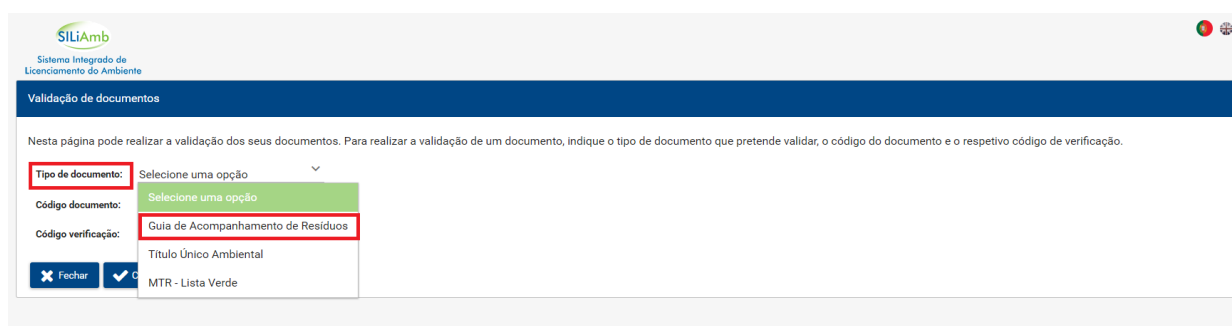 SILiAmb
Sistema Integrado de
Licenciamento do Ambiente
Validação de documentos
Nesta página pode realizar a validação dos seus documentos. Para realizar a validação de um documento, indique o tipo de documento que pretende validar, o código do documento e o respetivo código de verificação.
Tipo de documento: Selecione uma opção
Selecione uma opção
Código documento:
Guia de Acompanhamento de Resíduos
Código verificação:
Título Único Ambiental
Fechar
MTR - Lista Verde